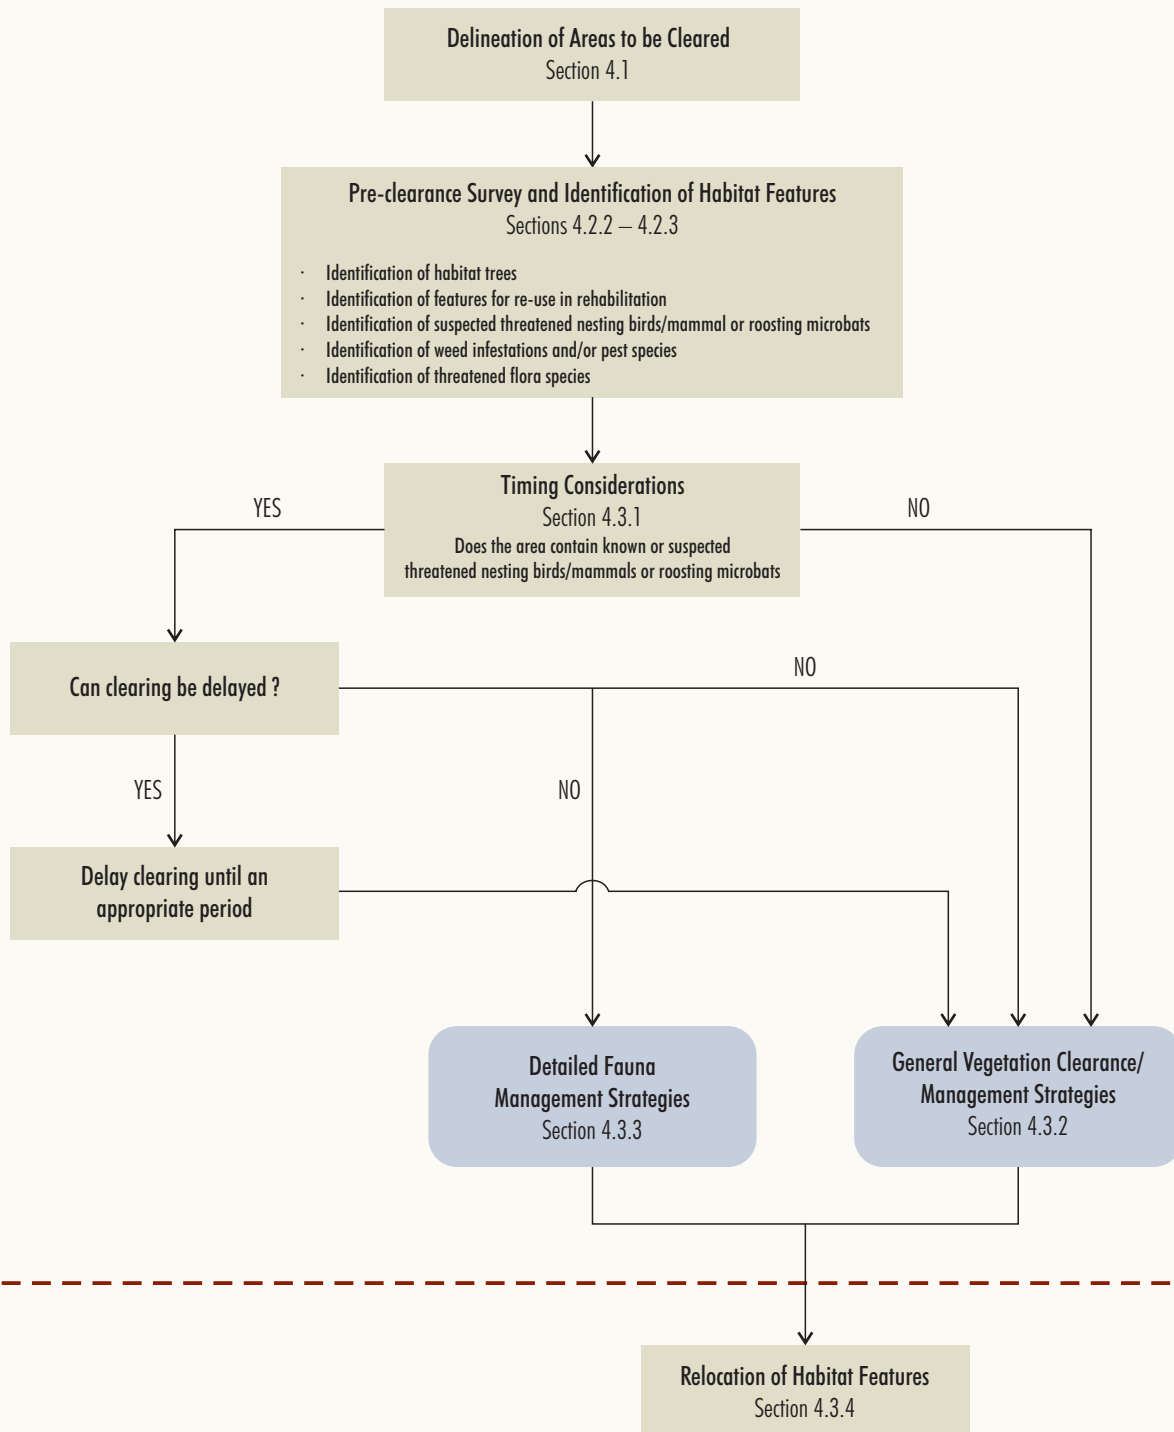 Delineation of Areas to be Cleared
Section 4.1
Pre-clearance Survey and Identification of Habitat Features
Sections 4.2.2 – 4.2.3
· Identification of habitat trees
· Identification of features for re-use in rehabilitation
· Identification of suspected threatened nesting birds/mammal or roosting microbats
· Identification of weed infestations and/or pest species
· Identification of threatened flora species
Timing Considerations
Section 4.3.1
Does the area contain known or suspected
threatened nesting birds/mammals or roosting microbats
YES
NO
Can clearing be delayed ?
NO
YES
NO
Delay clearing until an
appropriate period
Detailed Fauna
Management Strategies
Section 4.3.3
General Vegetation Clearance/
Management Strategies
Section 4.3.2
Relocation of Habitat Features
Section 4.3.4